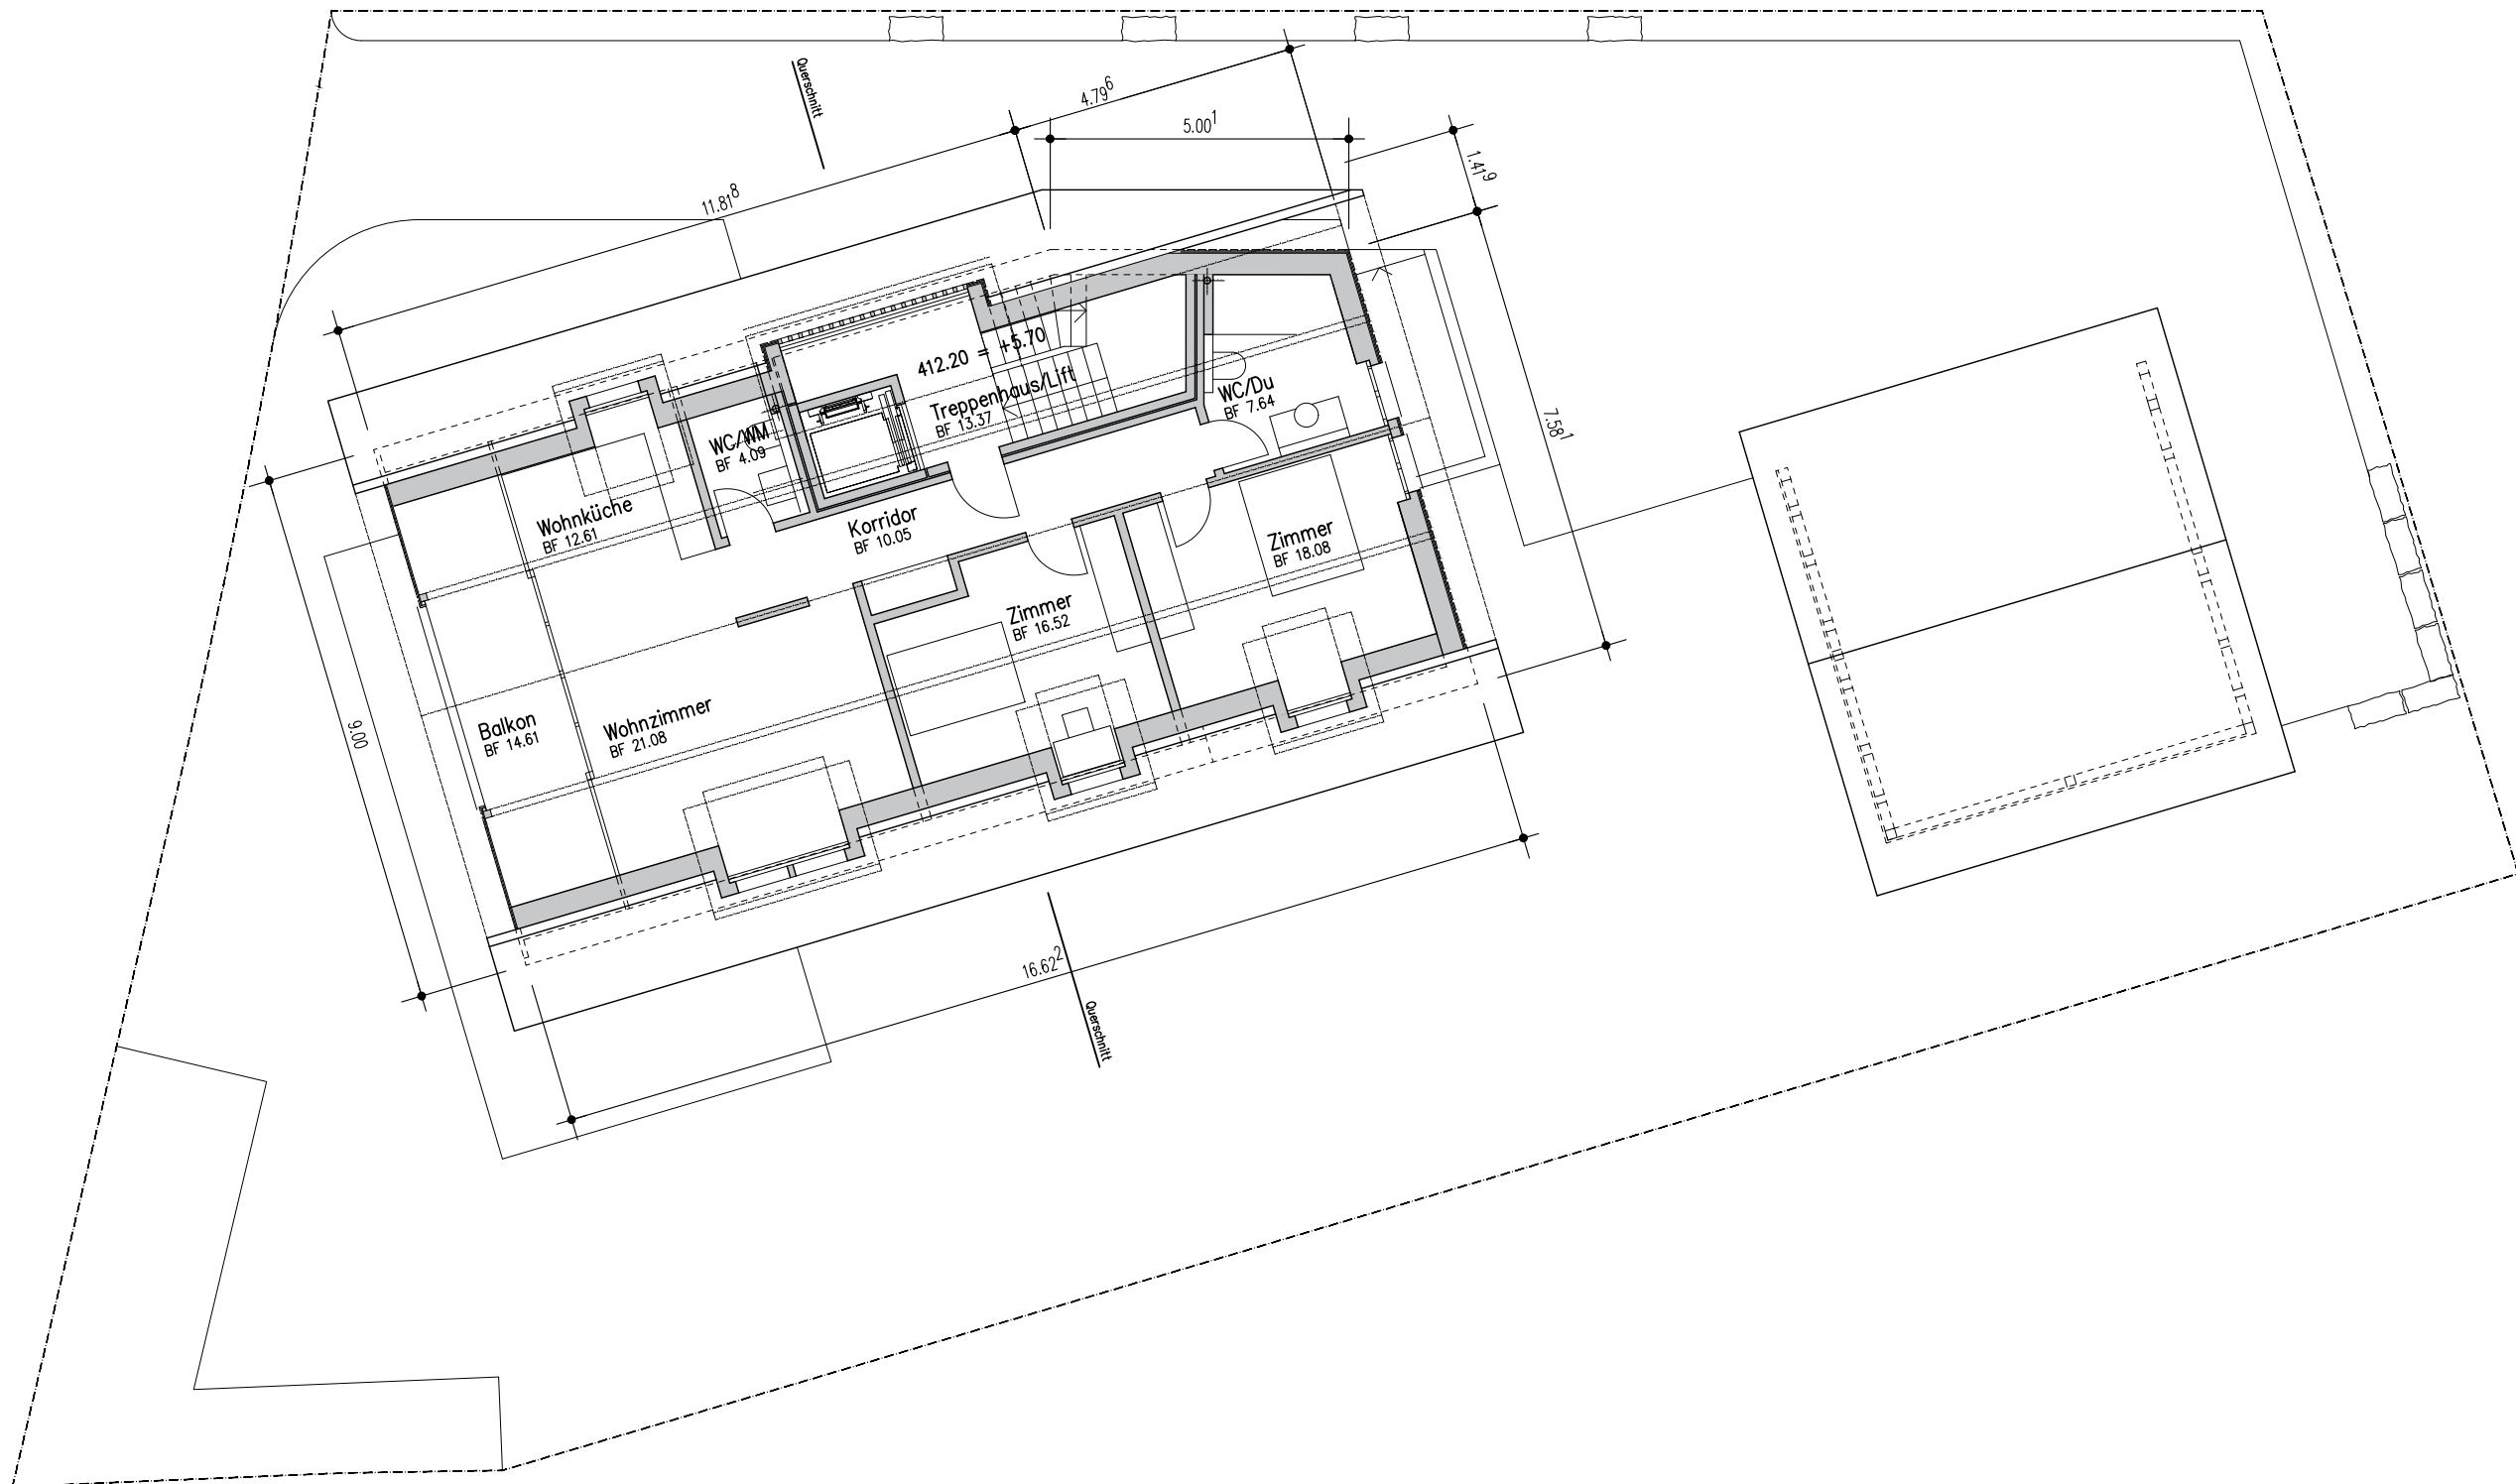 Querschnitt
4.79⁶
5.00¹
1.41⁹
11.81⁸
412.20 = +5.70
Treppenhaus/Lift
BF 13.37
WC/Du
BF 7.64
WC/WM
BF 4.09
7.58¹
Wohnküche
BF 12.61
Korridor
BF 10.05
Zimmer
BF 18.08
Zimmer
BF 16.52
Balkon
BF 14.61
Wohnzimmer
BF 21.08
9.00
16.62²
Querschnitt